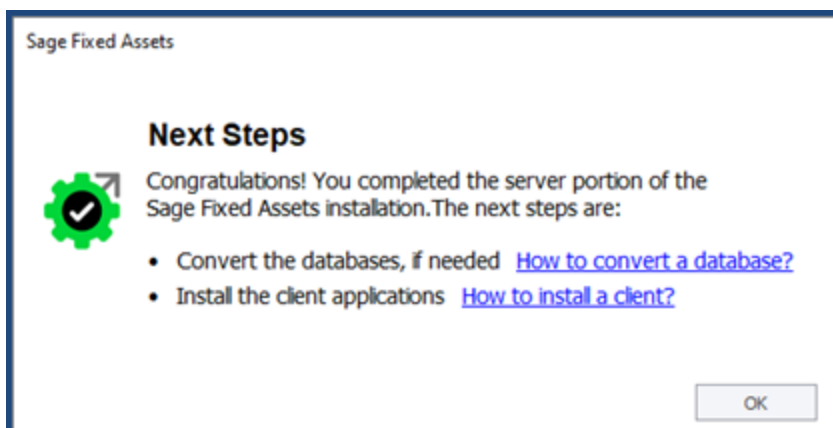 Sage Fixed Assets
Next Steps
Congratulations! You completed the server portion of the
Sage Fixed Assets installation.The next steps are:
• Convert the databases, if needed How to convert a database?
• Install the client applications How to install a client?
OK